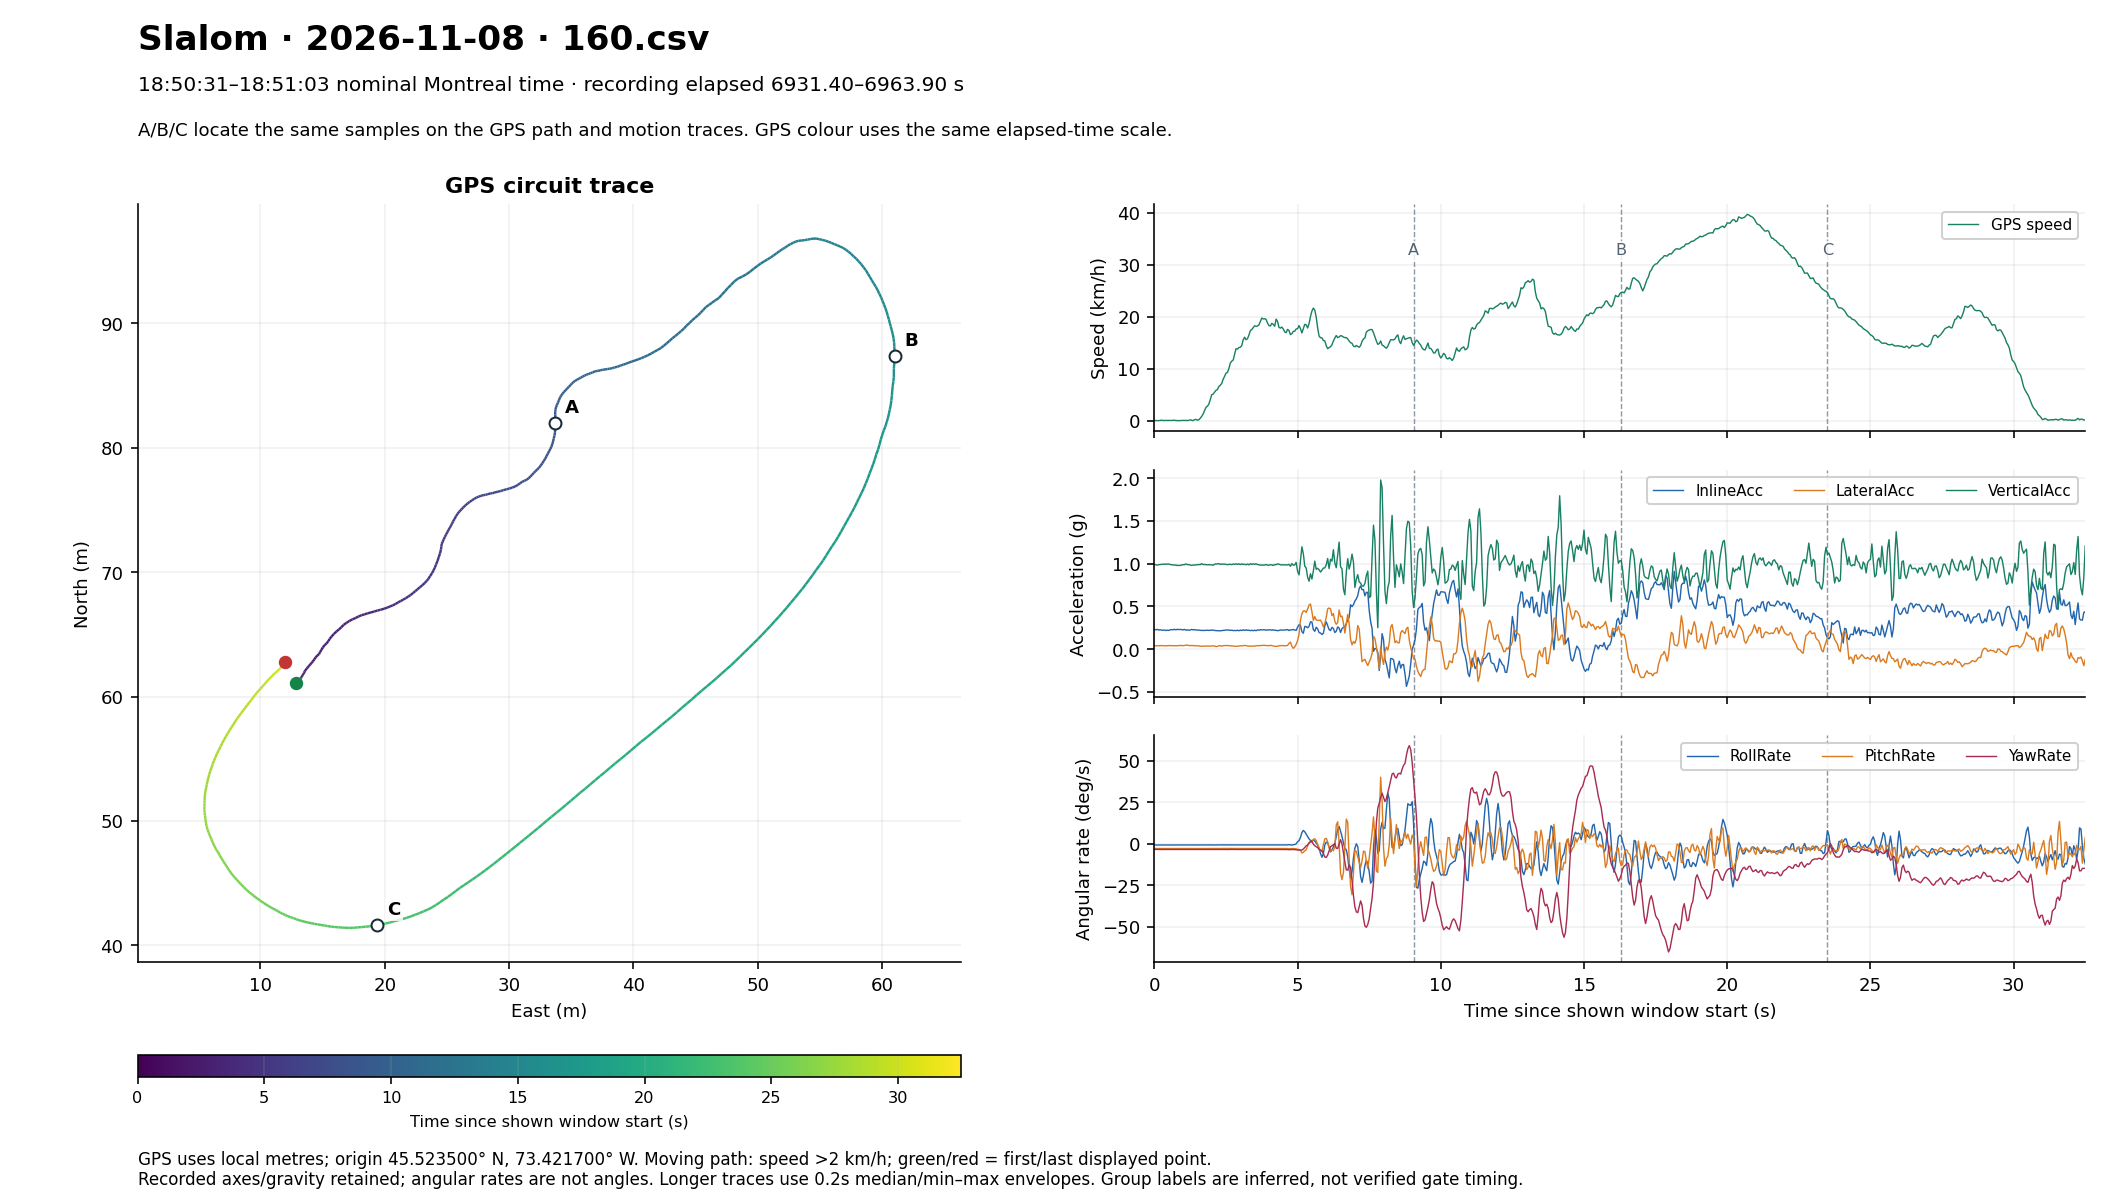 Slalom · 2026-11-08 · 160.csv
18:50:31–18:51:03 nominal Montreal time · recording elapsed 6931.40–6963.90 s
A/B/C locate the same samples on the GPS path and motion traces. GPS colour uses the same elapsed-time scale.
GPS circuit trace
90
80
70
60
50
40
North (m)
A
B
C
10 20 30 40 50 60
East (m)
0 5 10 15 20 25 30
Time since shown window start (s)
40
30
20
10
0
Speed (km/h)
GPS speed
A B C
2.0
1.5
1.0
0.5
0.0
−0.5
Acceleration (g)
InlineAcc LateralAcc VerticalAcc
50
25
0
−25
−50
Angular rate (deg/s)
RollRate PitchRate YawRate
0 5 10 15 20 25 30
Time since shown window start (s)
GPS uses local metres; origin 45.523500° N, 73.421700° W. Moving path: speed >2 km/h; green/red = first/last displayed point.
Recorded axes/gravity retained; angular rates are not angles. Longer traces use 0.2s median/min–max envelopes. Group labels are inferred, not verified gate timing.